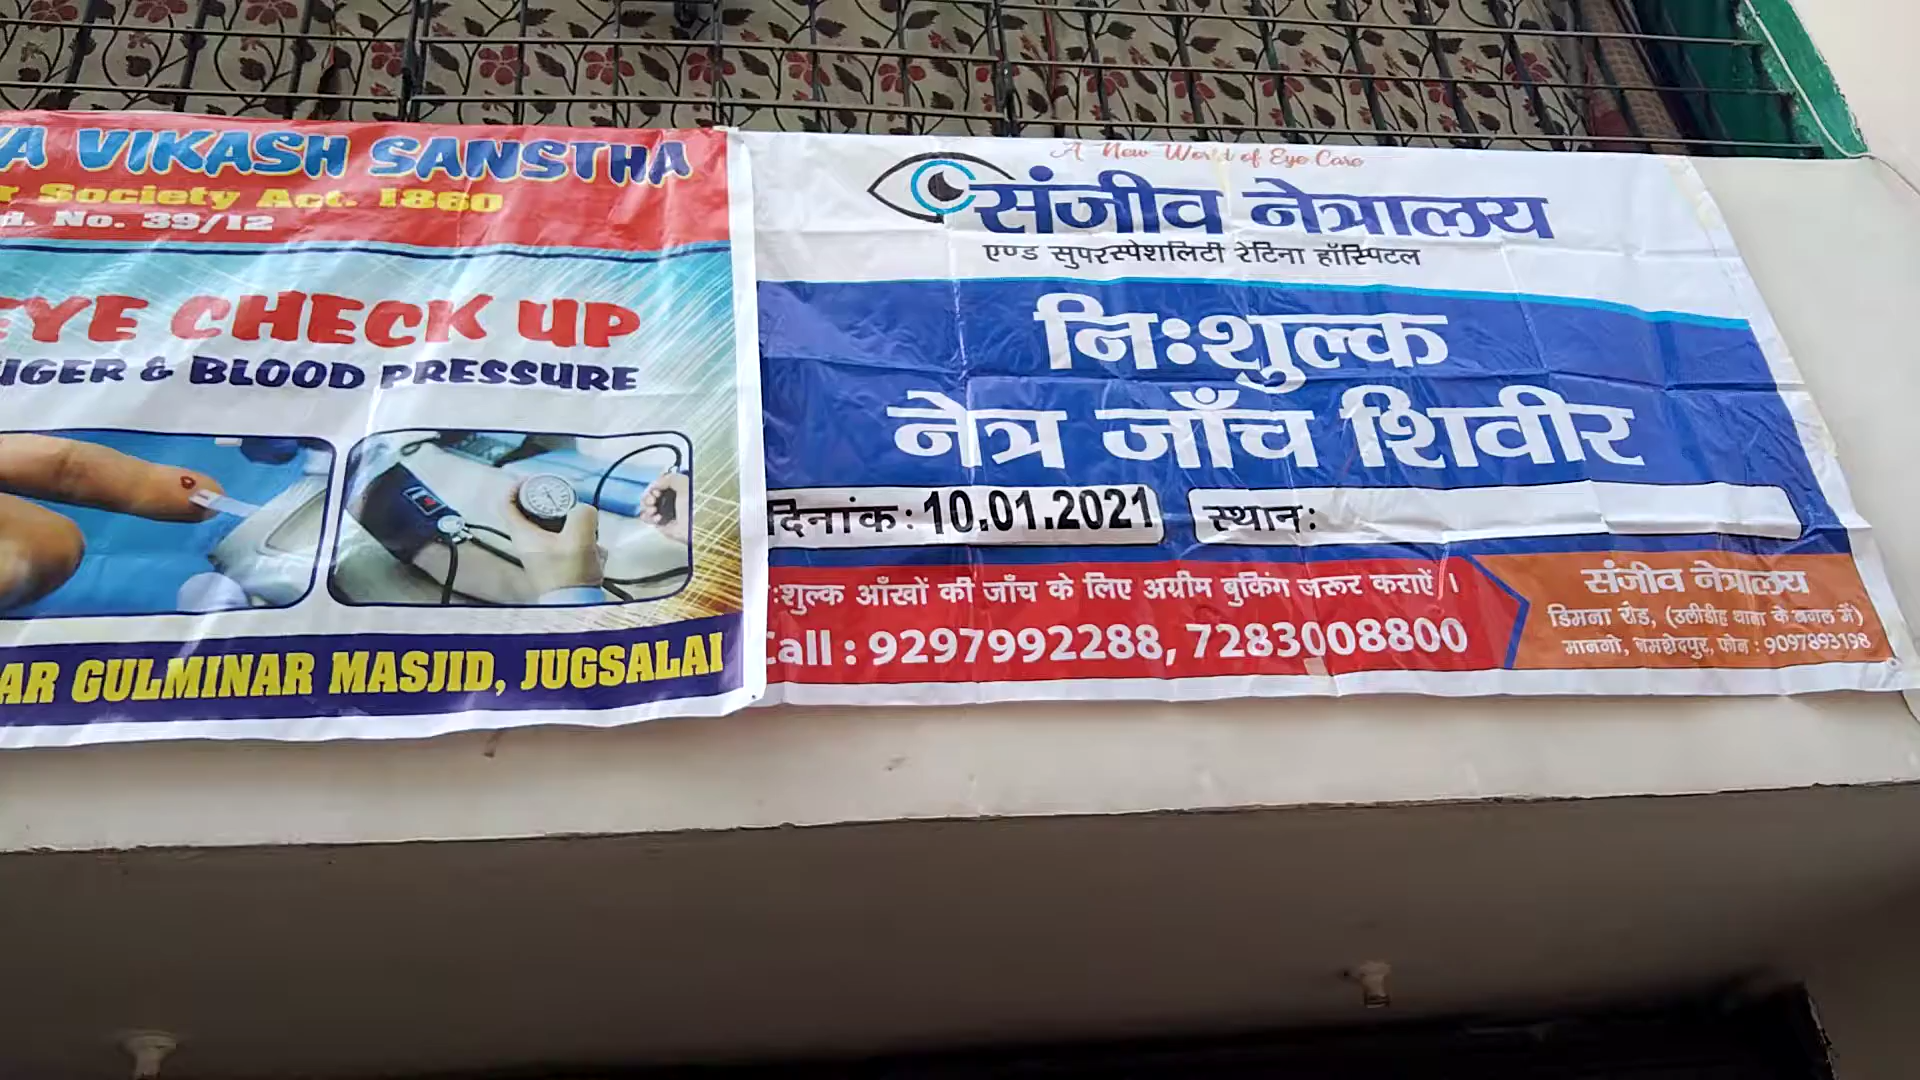 VIKASH SANSTHA
Society Act. 1860
No. 39/12
EYE CHECK UP
& BLOOD PRESSURE
GULMINAR MASJID, JUGSALAI
A New World of Eye Care
संजीव नेत्रालय
एण्ड सुपरस्पेशलिटी रेटिना हॉस्पिटल
निःशुल्क
नेत्र जाँच शिवीर
दिनांक: 10.01.2021
स्थान:
:शुल्क आँखों की जाँच के लिए अग्रीम बुकिंग जरूर कराऐं।
Call : 9297992288, 7283008800
संजीव नेत्रालय
डिमना रोड, (उलीडीह थाना के बगल में)
मानगो, जमशेदपुर, फोन : 9097893198